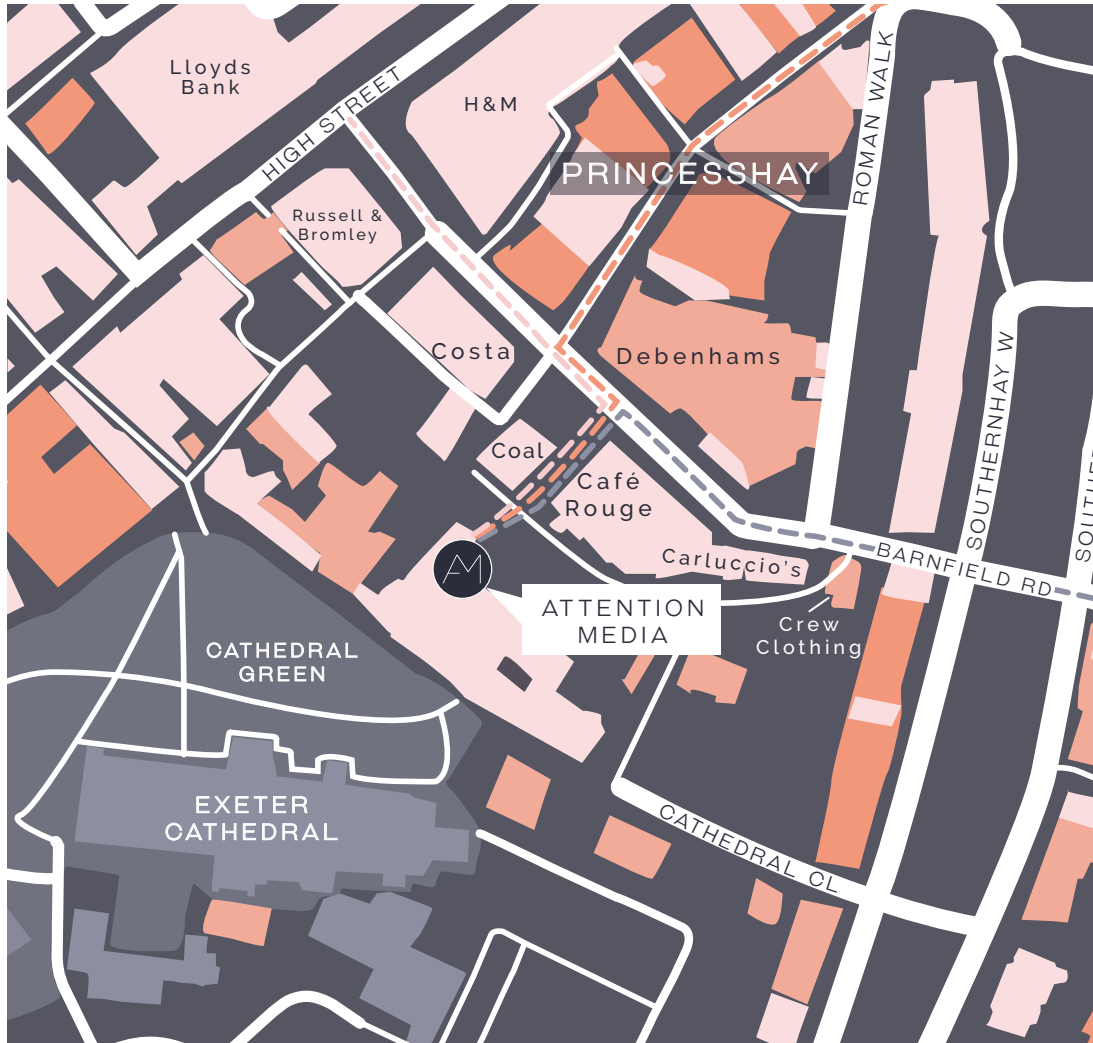 Lloyds
Bank
HIGH STREET
H&M
ROMAN WALK
PRINCESSHAY
Russell &
Bromley
Costa
Debenhams
SOUTHERNHAY W
Coal
Café
Rouge
Carluccio's
BARNFIELD RD
AM
ATTENTION
MEDIA
Crew
Clothing
CATHEDRAL
GREEN
EXETER
CATHEDRAL
CATHEDRAL CL